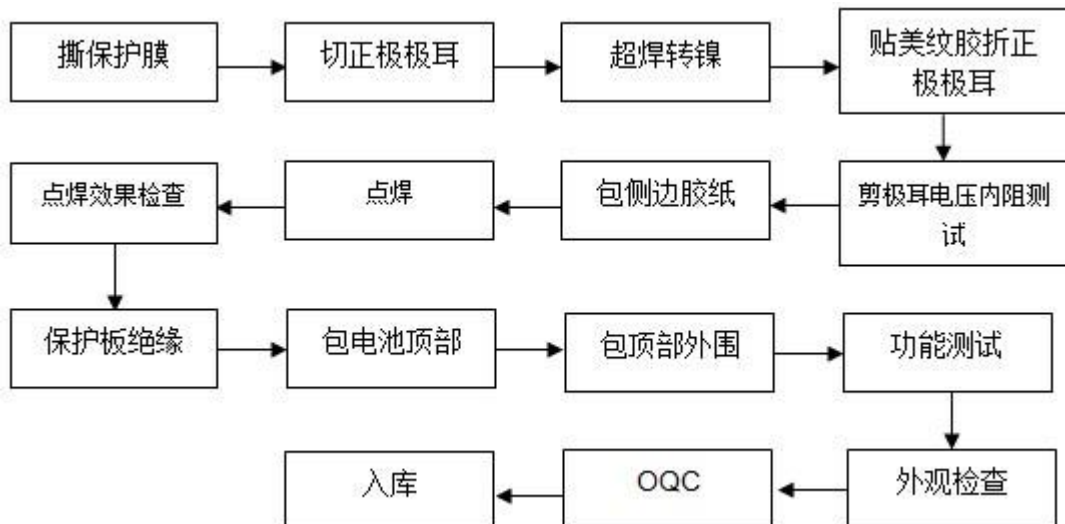 撕保护膜
切正极极耳
超焊转镍
贴美纹胶折正
极极耳
剪极耳电压内阻测
试
包侧边胶纸
点焊
点焊效果检查
保护板绝缘
包电池顶部
包顶部外围
功能测试
外观检查
OQC
入库